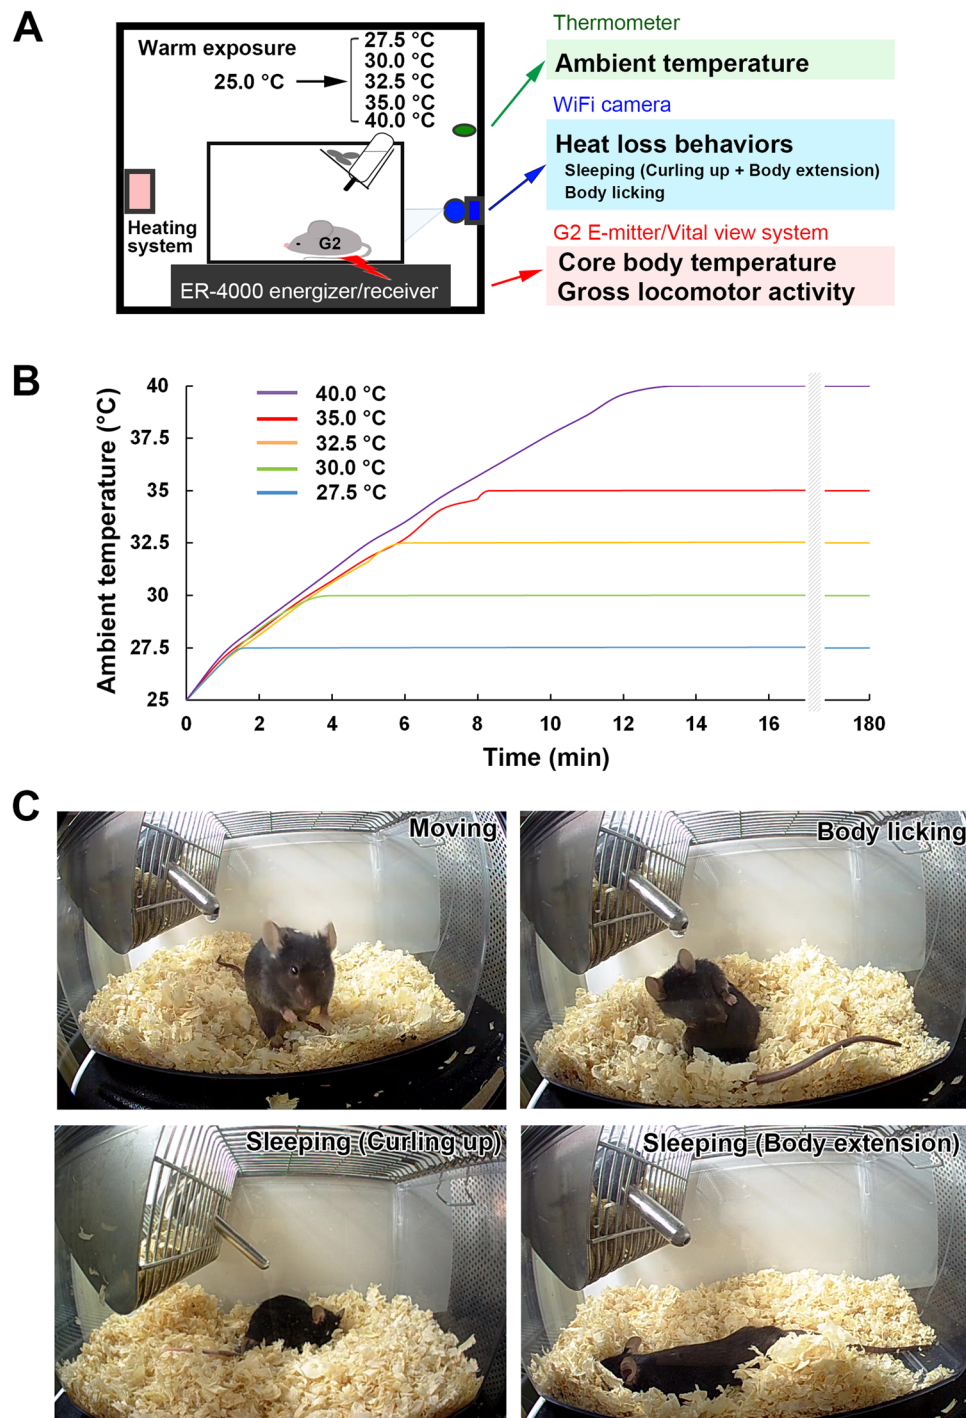 A
Warm exposure
25.0 °C
27.5 °C
30.0 °C
32.5 °C
35.0 °C
40.0 °C
Heating
system
G2
ER-4000 energizer/receiver
Thermometer
Ambient temperature
WiFi camera
Heat loss behaviors
Sleeping (Curling up + Body extension)
Body licking
G2 E-mitter/Vital view system
Core body temperature
Gross locomotor activity
B
Ambient temperature (°C)
40
37.5
35
32.5
30
27.5
25
40.0 °C
35.0 °C
32.5 °C
30.0 °C
27.5 °C
0 2 4 6 8 10 12 14 16 180
Time (min)
C
Moving
Body licking
Sleeping (Curling up)
Sleeping (Body extension)